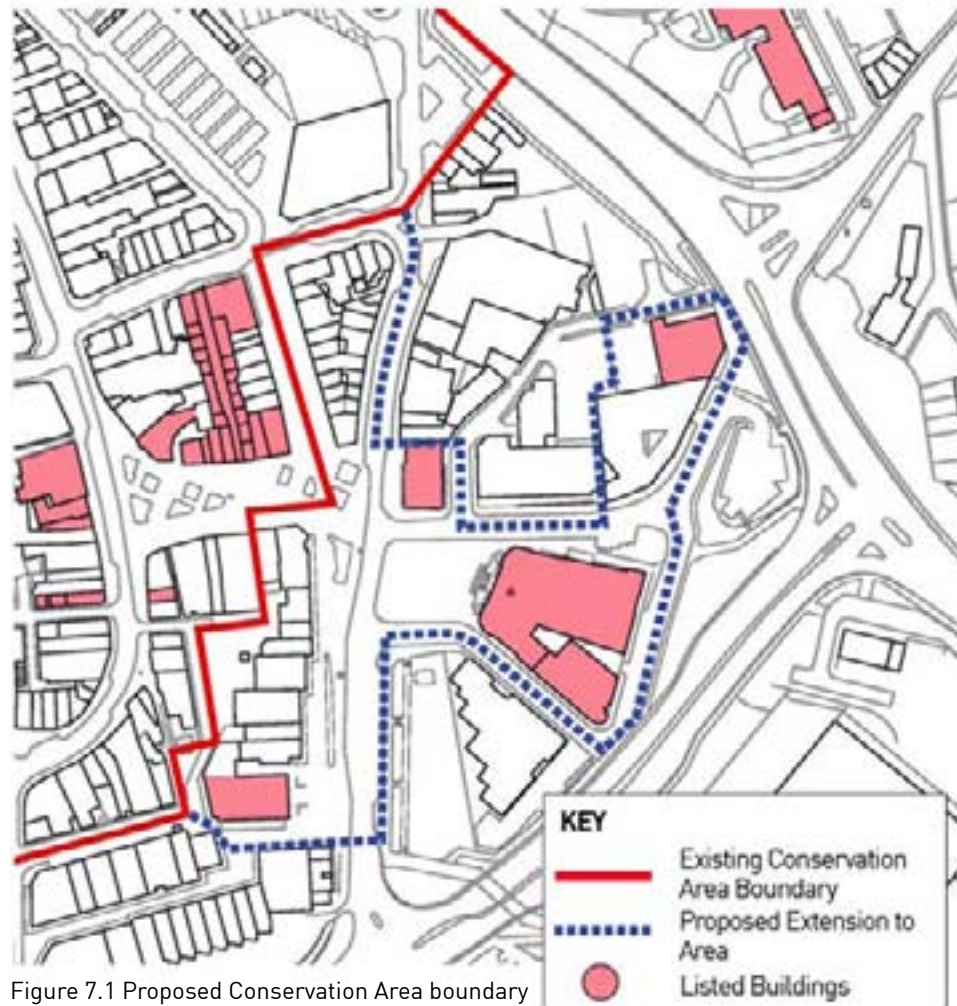 KEY
Existing Conservation
Area Boundary
Proposed Extension to
Area
Listed Buildings
Figure 7.1 Proposed Conservation Area boundary